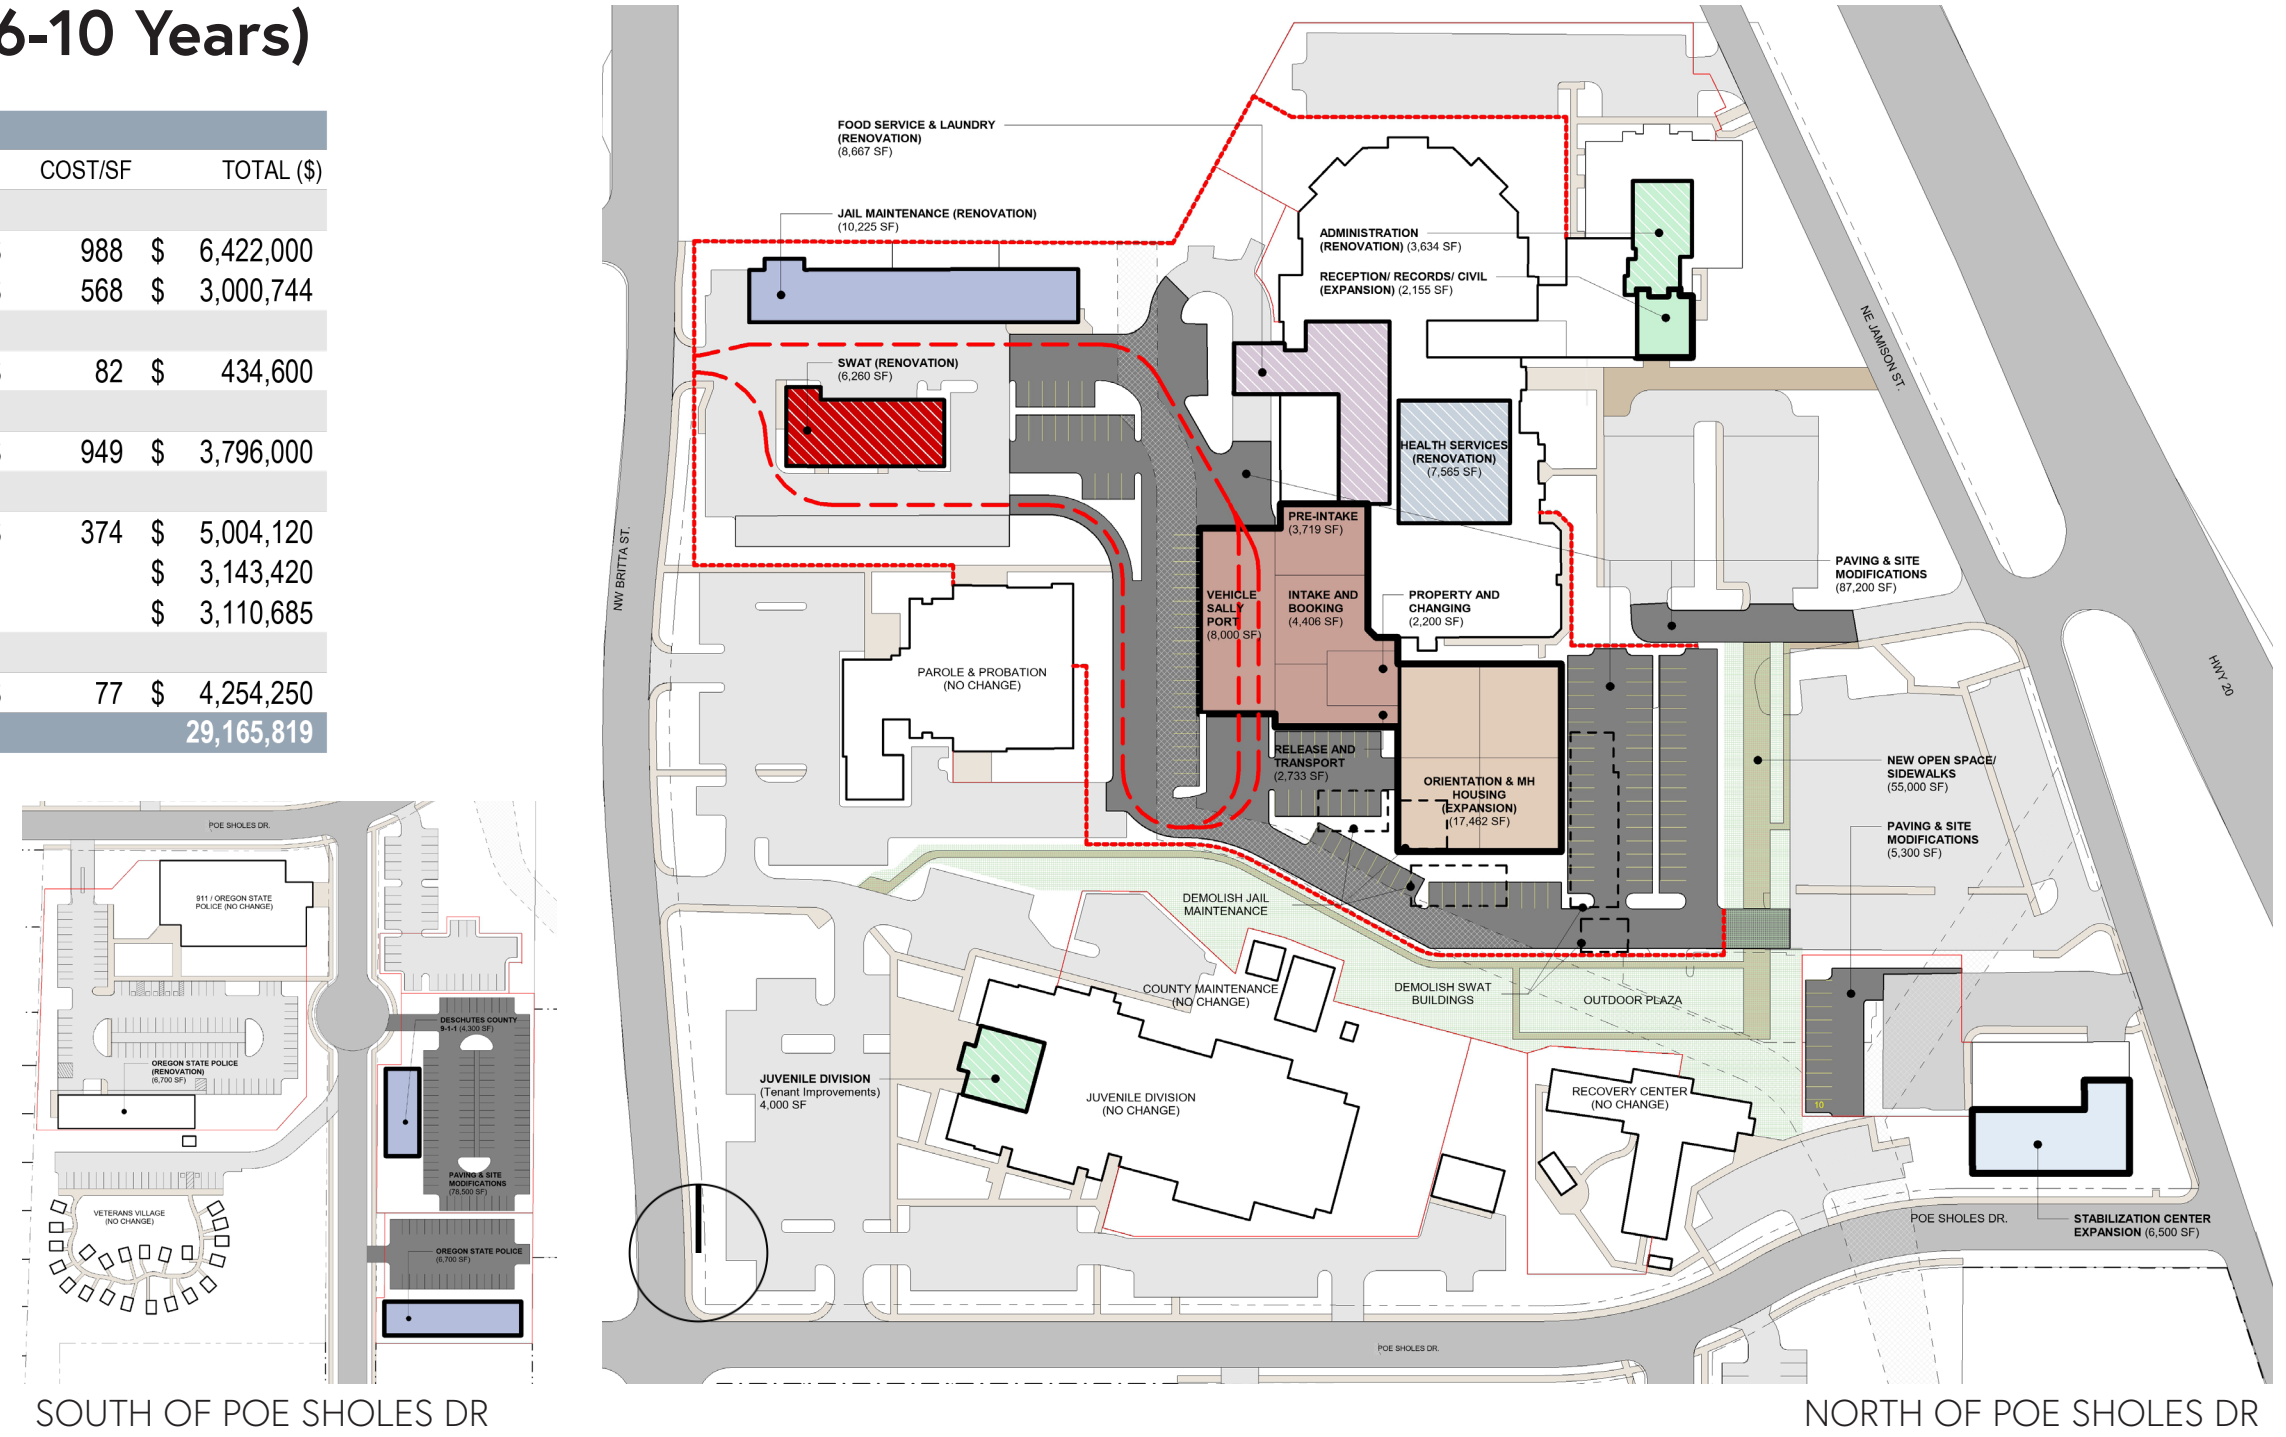 6-10 Years)
COST/SF TOTAL ($)
988 $ 6,422,000
568 $ 3,000,744
82 $ 434,600
949 $ 3,796,000
374 $ 5,004,120
$ 3,143,420
$ 3,110,685
77 $ 4,254,250
29,165,819
POE SHOLES DR.
911 / OREGON STATE
POLICE (NO CHANGE)
DESCHUTES COUNTY
9-1-1 (4,300 SF)
OREGON STATE POLICE
(RENOVATION)
(6,700 SF)
PAVING & SITE
MODIFICATIONS
(78,500 SF)
VETERANS VILLAGE
(NO CHANGE)
OREGON STATE POLICE
(6,700 SF)
SOUTH OF POE SHOLES DR
FOOD SERVICE & LAUNDRY
(RENOVATION)
(8,667 SF)
JAIL MAINTENANCE (RENOVATION)
(10,225 SF)
ADMINISTRATION
(RENOVATION) (3,634 SF)
RECEPTION/ RECORDS/ CIVIL
(EXPANSION) (2,155 SF)
NE JAMISON ST.
SWAT (RENOVATION)
(6,260 SF)
HEALTH SERVICES
(RENOVATION)
(7,565 SF)
PRE-INTAKE
(3,719 SF)
NW BRITTA ST.
PAVING & SITE
MODIFICATIONS
(87,200 SF)
VEHICLE
SALLY
PORT
(8,000 SF)
INTAKE AND
BOOKING
(4,406 SF)
PROPERTY AND
CHANGING
(2,200 SF)
PAROLE & PROBATION
(NO CHANGE)
HWY 20
RELEASE AND
TRANSPORT
(2,733 SF)
ORIENTATION & MH
HOUSING
(EXPANSION)
(17,462 SF)
NEW OPEN SPACE/
SIDEWALKS
(55,000 SF)
PAVING & SITE
MODIFICATIONS
(5,300 SF)
DEMOLISH JAIL
MAINTENANCE
COUNTY MAINTENANCE
(NO CHANGE)
DEMOLISH SWAT
BUILDINGS
OUTDOOR PLAZA
JUVENILE DIVISION
(Tenant Improvements)
4,000 SF
JUVENILE DIVISION
(NO CHANGE)
RECOVERY CENTER
(NO CHANGE)
10
POE SHOLES DR.
STABILIZATION CENTER
EXPANSION (6,500 SF)
POE SHOLES DR.
NORTH OF POE SHOLES DR